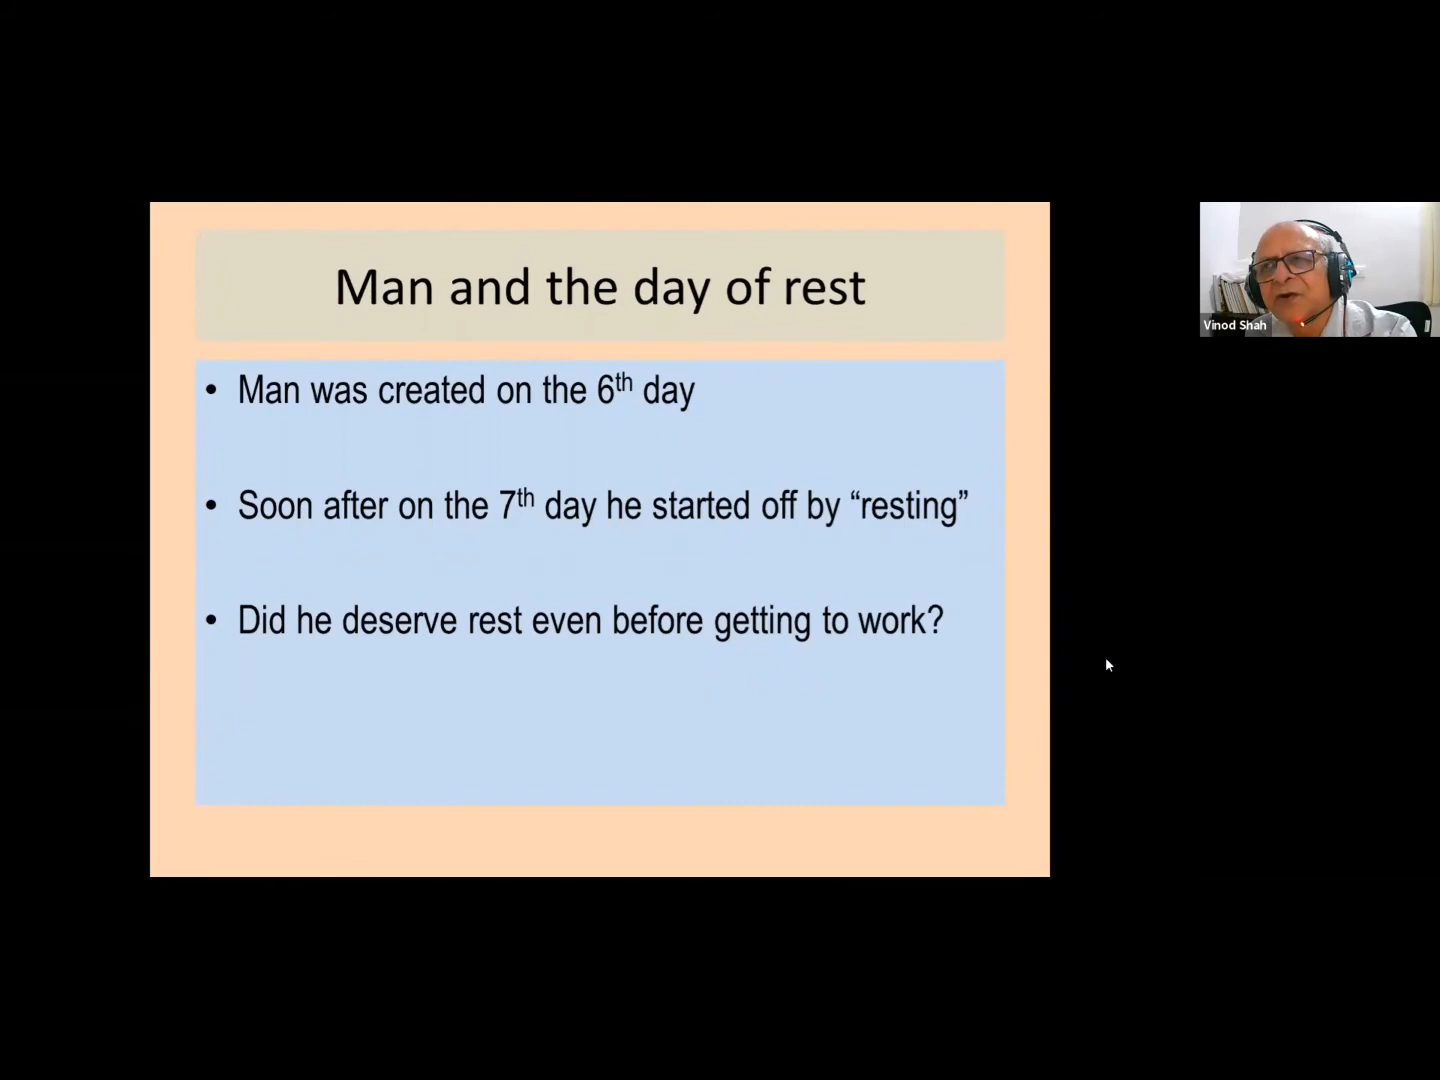 Man and the day of rest
• Man was created on the 6th day
• Soon after on the 7th day he started off by “resting”
• Did he deserve rest even before getting to work?
Vinod Shah